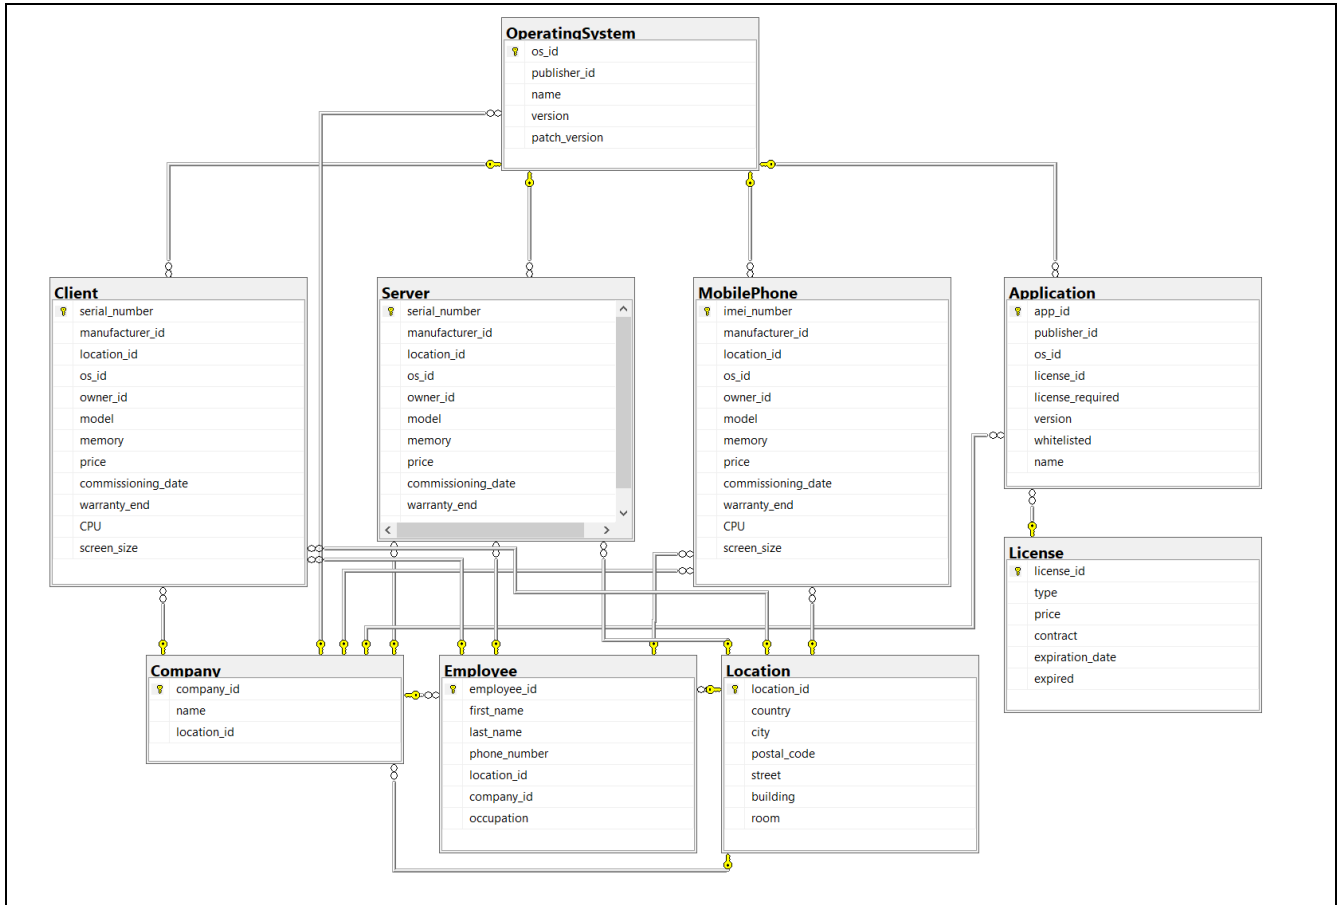 OperatingSystem
os_id
publisher_id
name
version
patch_version
Client
serial_number
manufacturer_id
location_id
os_id
owner_id
model
memory
price
commissioning_date
warranty_end
CPU
screen_size
Server
serial_number
manufacturer_id
location_id
os_id
owner_id
model
memory
price
commissioning_date
warranty_end
MobilePhone
imei_number
manufacturer_id
location_id
os_id
owner_id
model
memory
price
commissioning_date
warranty_end
CPU
screen_size
Application
app_id
publisher_id
os_id
license_id
license_required
version
whitelisted
name
License
license_id
type
price
contract
expiration_date
expired
Company
company_id
name
location_id
Employee
employee_id
first_name
last_name
phone_number
location_id
company_id
occupation
Location
location_id
country
city
postal_code
street
building
room